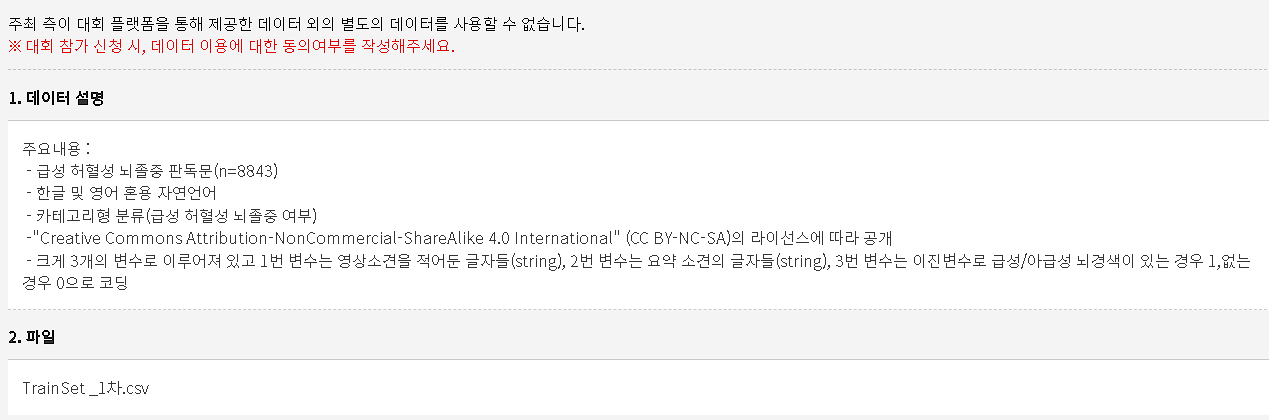 주최 측이 대회 플랫폼을 통해 제공한 데이터 외의 별도의 데이터를 사용할 수 없습니다.
※ 대회 참가 신청 시, 데이터 이용에 대한 동의여부를 작성해주세요.
1. 데이터 설명
주요내용 :
- 급성 허혈성 뇌졸중 판독문(n=8843)
- 한글 및 영어 혼용 자연언어
- 카테고리형 분류(급성 허혈성 뇌졸중 여부)
-"Creative Commons Attribution-NonCommercial-ShareAlike 4.0 International" (CC BY-NC-SA)의 라이선스에 따라 공개
- 크게 3개의 변수로 이루어져 있고 1번 변수는 영상소견을 적어둔 글자들(string), 2번 변수는 요약 소견의 글자들(string), 3번 변수는 이진변수로 급성/아급성 뇌경색이 있는 경우 1,없는
경우 0으로 코딩
2. 파일
TrainSet _1차.csv